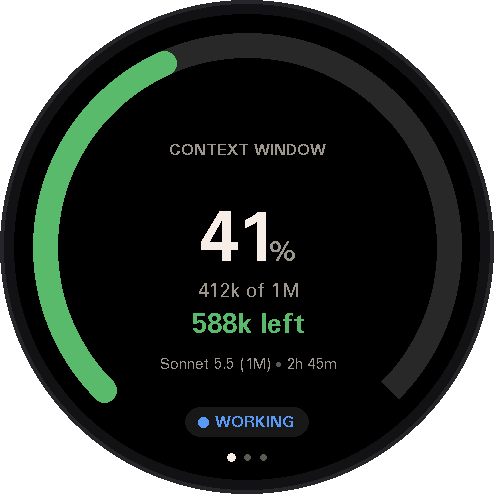 CONTEXT WINDOW
41%
412k of 1M
588k left
Sonnet 5.5 (1M) • 2h 45m
WORKING